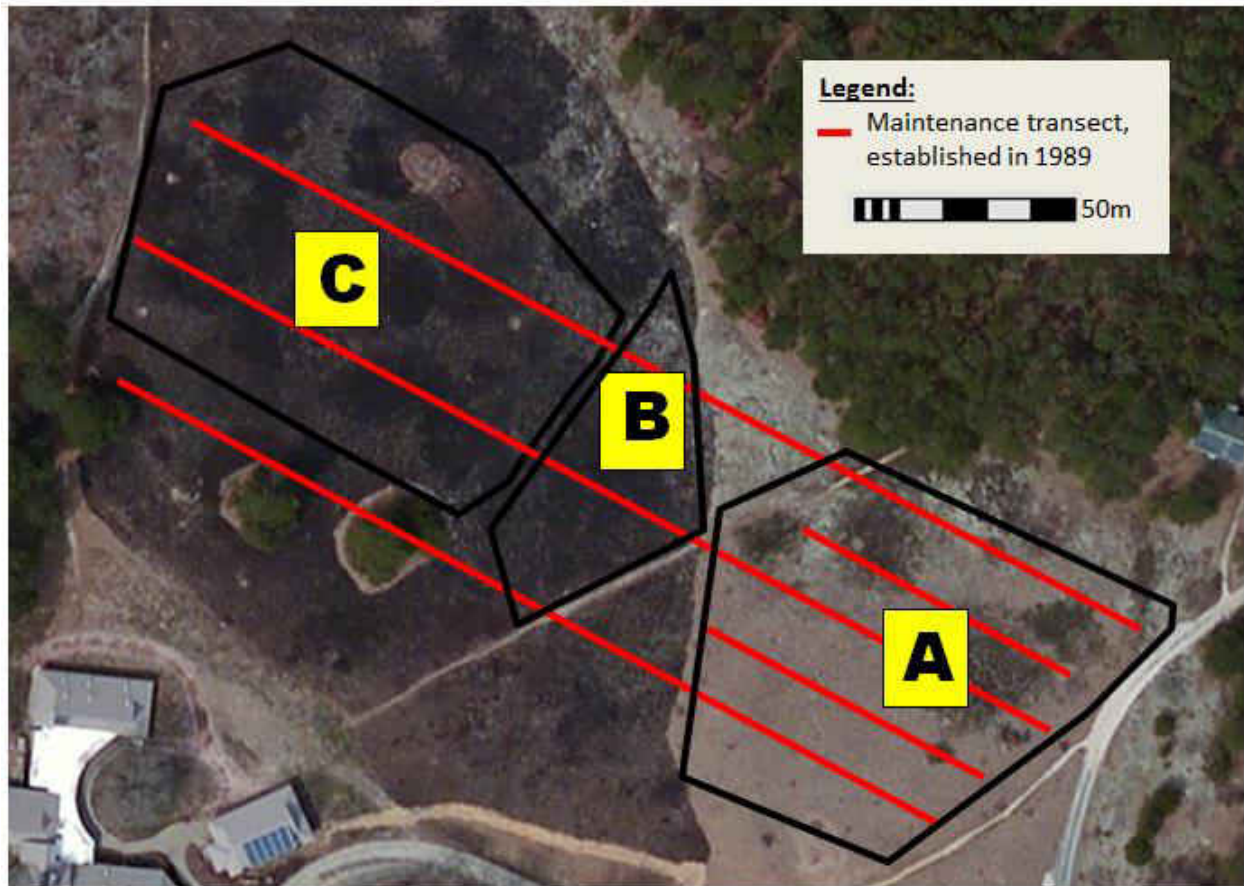 Legend:
Maintenance transect,
established in 1989
50m
C
B
A